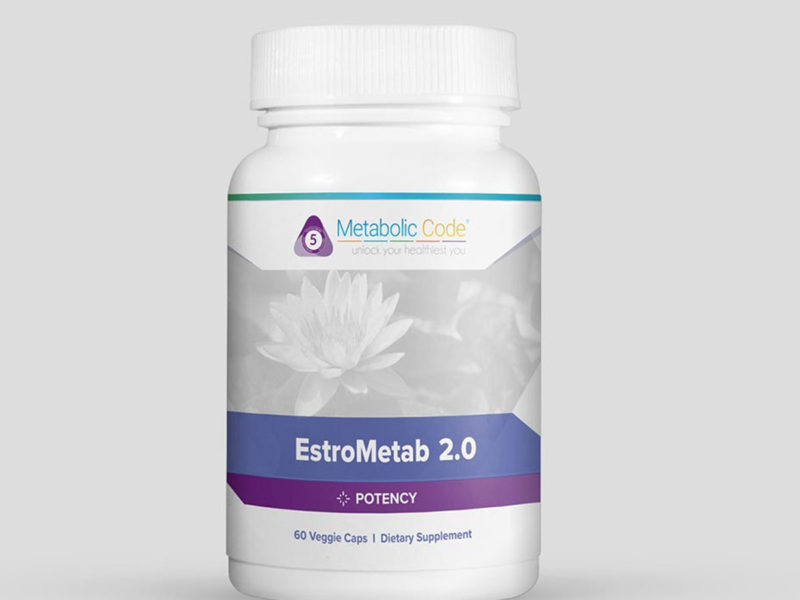 5
Metabolic Code®
unlock your healthiest you
EstroMetab 2.0
POTENCY
60 Veggie Caps | Dietary Supplement